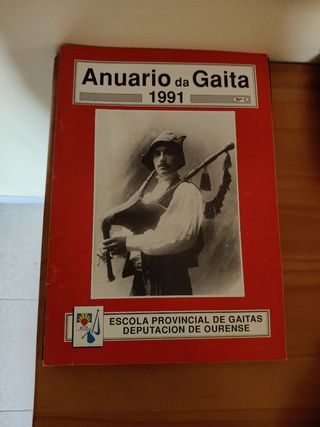 Anuario da Gaita
1991
ESCOLA PROVINCIAL DE GAITAS
DEPUTACION DE OURENSE